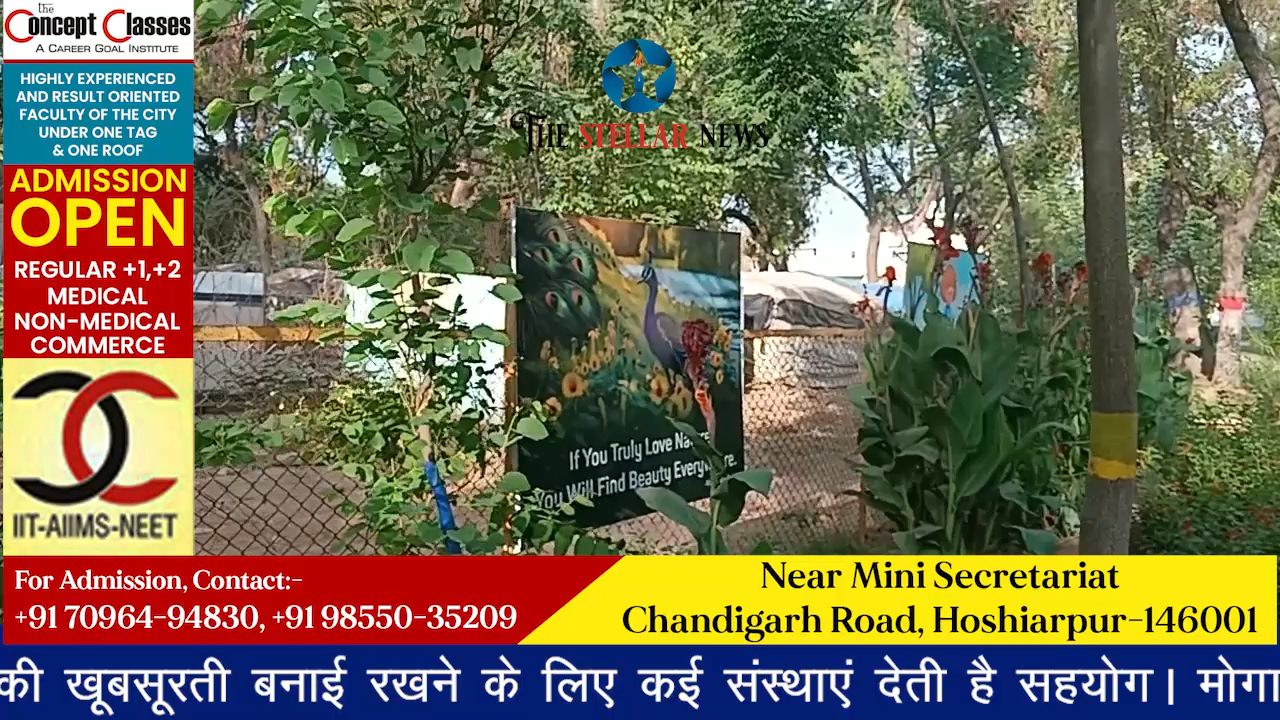 the
Concept Classes
A CAREER GOAL INSTITUTE
HIGHLY EXPERIENCED
AND RESULT ORIENTED
FACULTY OF THE CITY
UNDER ONE TAG
& ONE ROOF
ADMISSION
OPEN
REGULAR +1,+2
MEDICAL
NON-MEDICAL
COMMERCE
IIT-AIIMS-NEET
THE STELLAR NEWS
If You Truly Love
You Will Find Beauty
For Admission, Contact:-
+91 70964-94830, +91 98550-35209
Near Mini Secretariat
Chandigarh Road, Hoshiarpur-146001
की खूबसूरती बनाई रखने के लिए कई संस्थाएं देती है सहयोग। मोगा